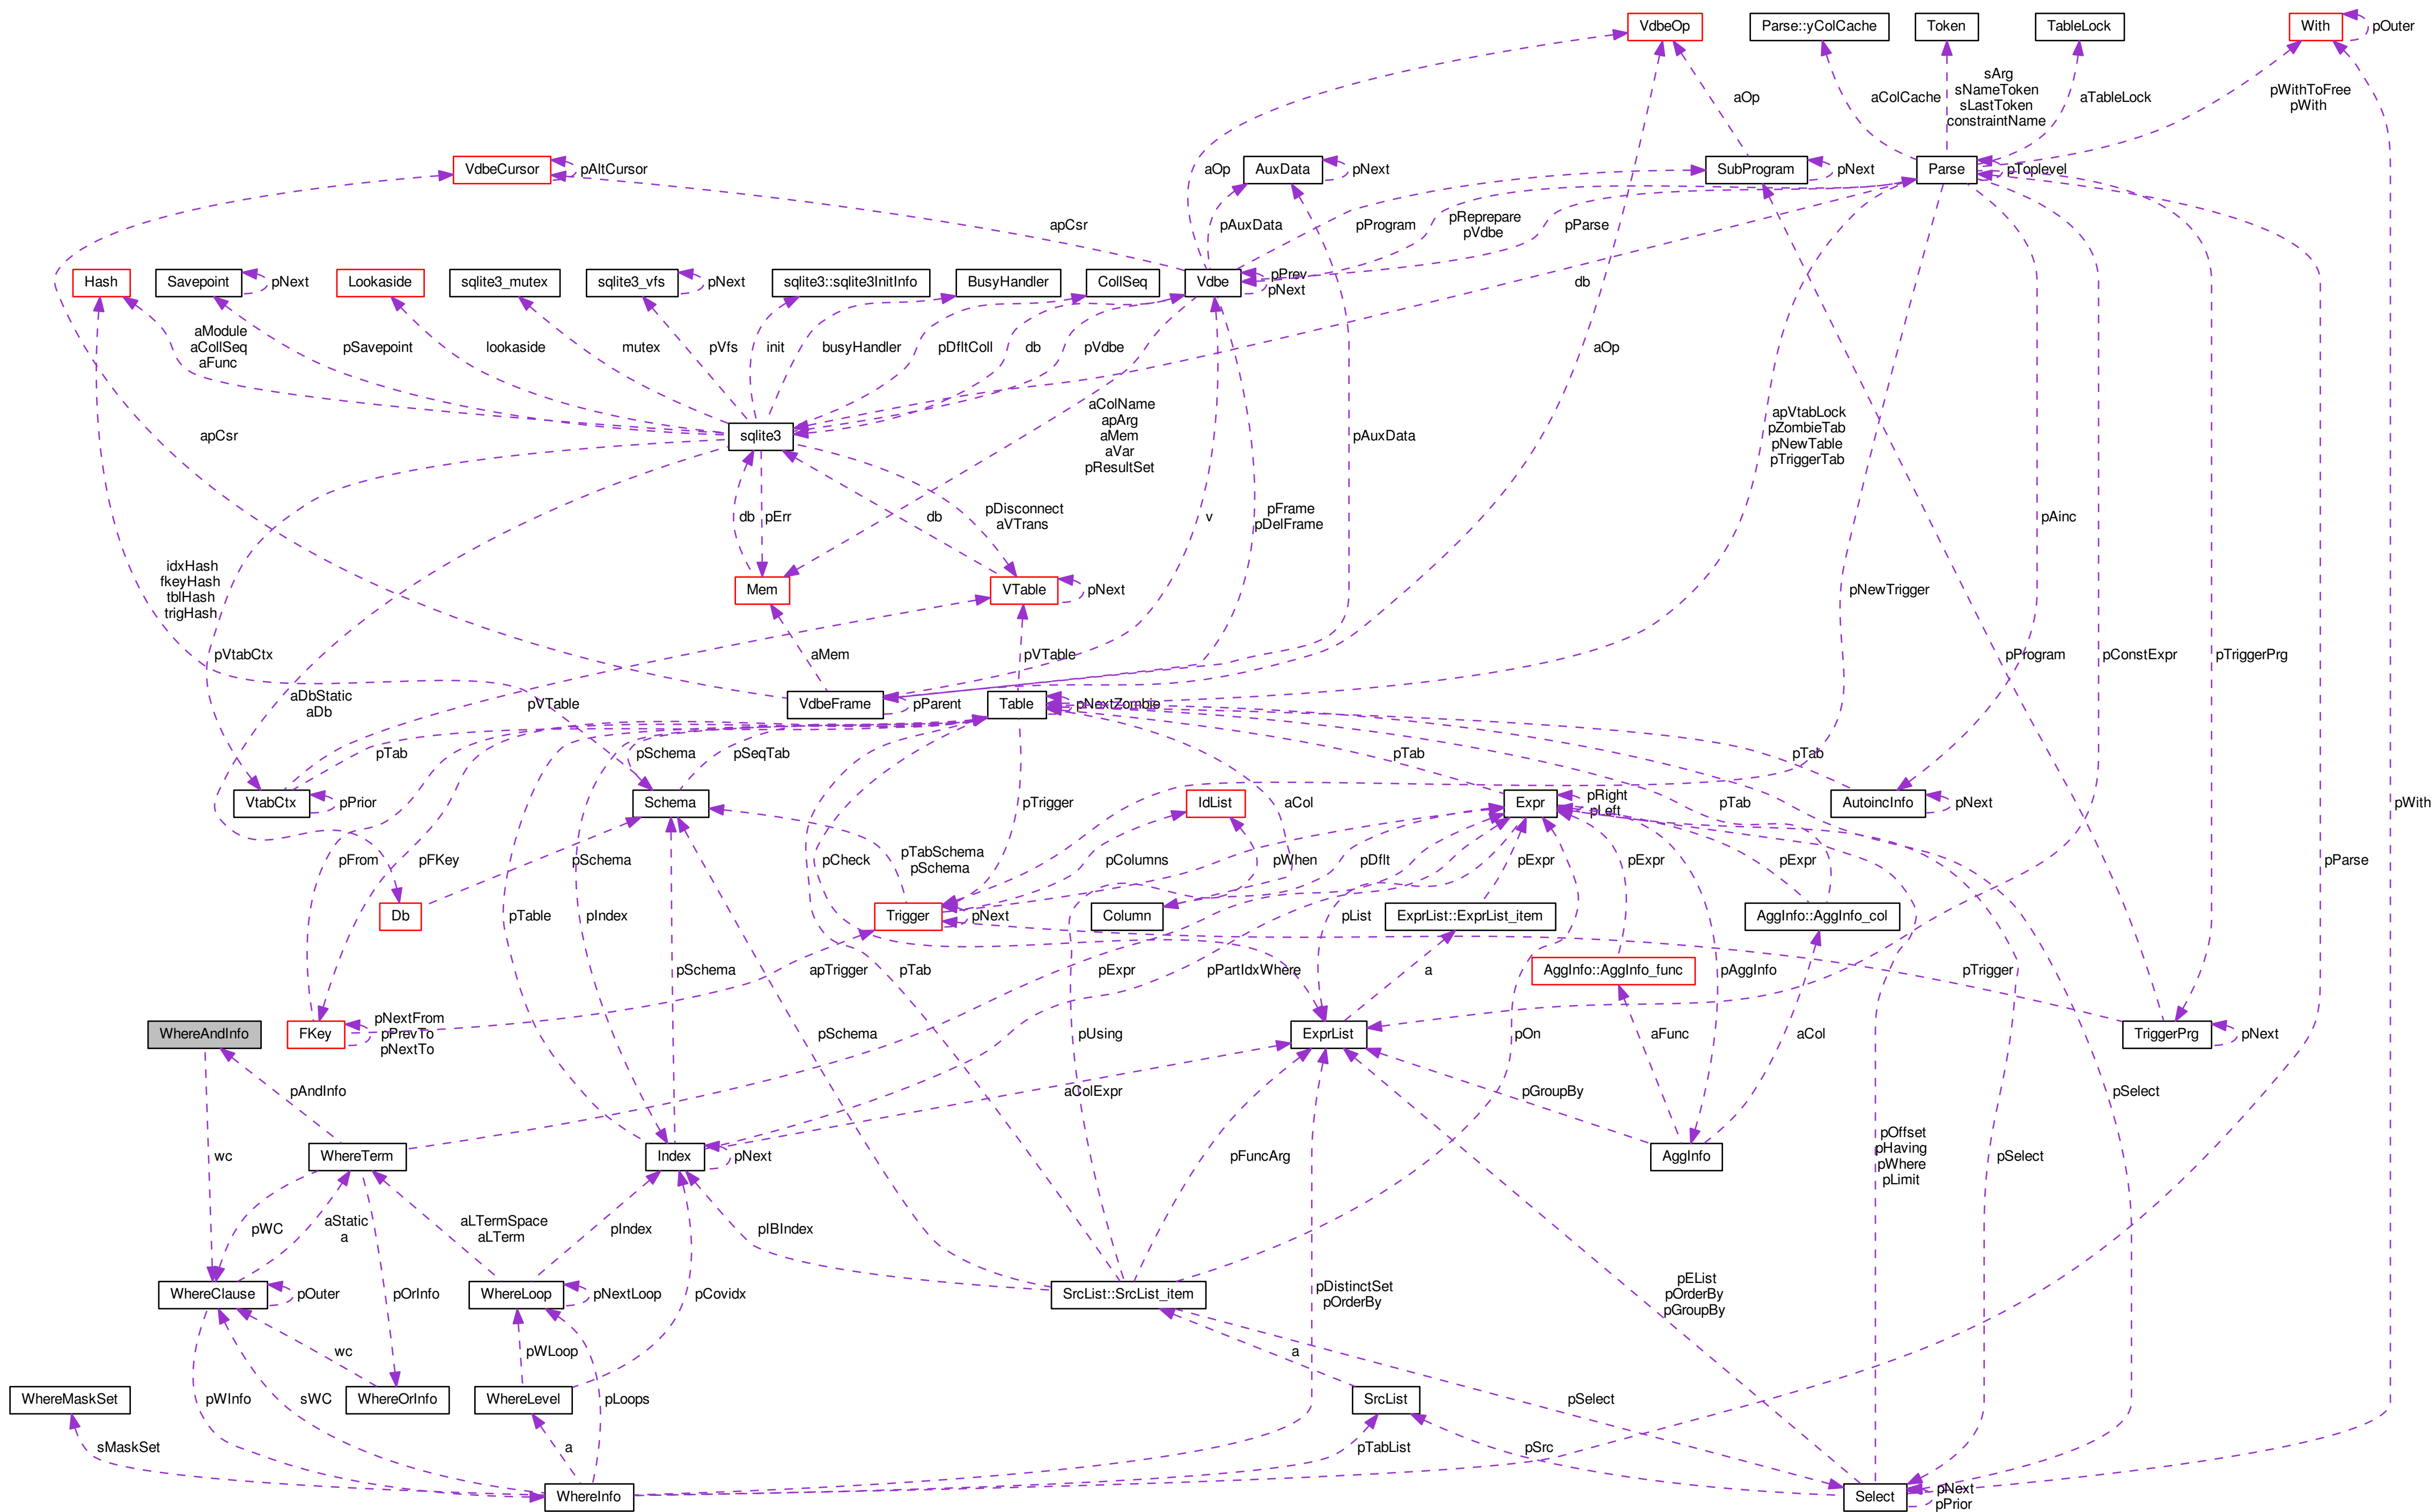 VdbeOp
Parse::yColCache
Token
TableLock
With
pOuter
sArg
sNameToken
sLastToken
constraintName
aOp
aColCache
aTableLock
pWithToFree
pWith
VdbeCursor
pAltCursor
aOp
AuxData
pNext
SubProgram
pNext
Parse
pToplevel
apCsr
pAuxData
pProgram
pReprepare
pVdbe
pParse
Hash
Savepoint
pNext
Lookaside
sqlite3_mutex
sqlite3_vfs
pNext
sqlite3::sqlite3InitInfo
BusyHandler
CollSeq
Vdbe
pPrev
pNext
db
aModule
aCollSeq
aFunc
pSavepoint
lookaside
mutex
pVfs
init
busyHandler
pDfltColl
db
pVdbe
aOp
apCsr
sqlite3
aColName
apArg
aMem
aVar
pResultSet
pAuxData
apVtabLock
pZombieTab
pNewTable
pTriggerTab
db
pErr
db
pDisconnect
aVTrans
v
pFrame
pDelFrame
pAinc
idxHash
fkeyHash
tblHash
trigHash
Mem
VTable
pNext
pNewTrigger
pVtabCtx
aMem
pVTable
pProgram
pConstExpr
pTriggerPrg
aDbStatic
aDb
pVTable
VdbeFrame
pParent
Table
pNextZombie
pTab
pSchema
pSeqTab
pTab
pTab
VtabCtx
pPrior
Schema
pTrigger
IdList
aCol
Expr
pRight
pLeft
pTab
AutoincInfo
pNext
pWith
pFrom
pFKey
pSchema
pCheck
pTabSchema
pSchema
pColumns
pWhen
pDflt
pExpr
pExpr
pExpr
pParse
Db
pTable
pIndex
Trigger
pNext
Column
pList
ExprList::ExprList_item
AggInfo::AggInfo_col
pSchema
apTrigger
pTab
pExpr
pPartIdxWhere
a
AggInfo::AggInfo_func
pAggInfo
pTrigger
WhereAndInfo
FKey
pNextFrom
pPrevTo
pNextTo
pSchema
pUsing
ExprList
pOn
aFunc
aCol
TriggerPrg
pNext
pAndInfo
aColExpr
pGroupBy
pSelect
wc
WhereTerm
Index
pNext
pFuncArg
AggInfo
pOffset
pHaving
pWhere
pLimit
pSelect
pWC
aStatic
a
aLTermSpace
aLTerm
pIndex
pIBIndex
WhereClause
pOuter
pOrInfo
WhereLoop
pNextLoop
pCovidx
SrcList::SrcList_item
pDistinctSet
pOrderBy
pEList
pOrderBy
pGroupBy
wc
pWLoop
a
WhereMaskSet
pWInfo
sWC
WhereOrInfo
WhereLevel
pLoops
SrcList
pSelect
sMaskSet
a
pTabList
pSrc
WhereInfo
Select
pNext
pPrior